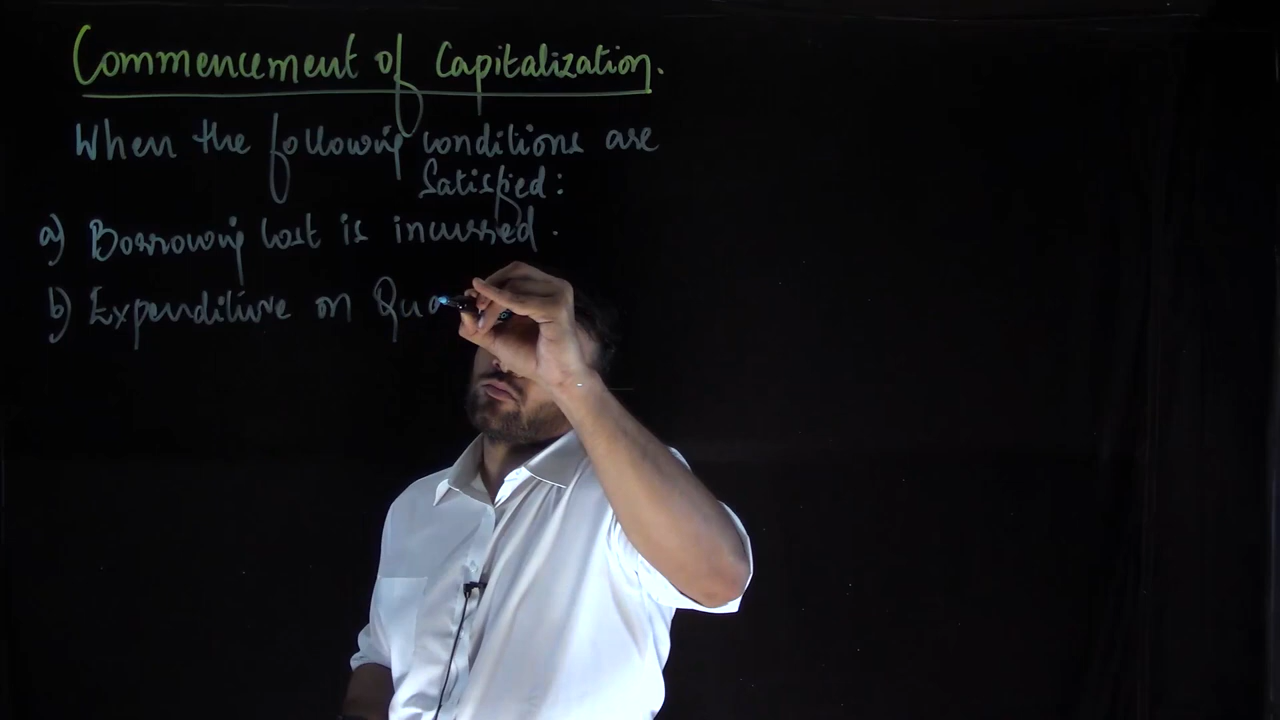 Commencement of Capitalization.
When the following conditions are
Satisfied:
a) Borrowing cost is incurred.
b) Expenditure on Qua